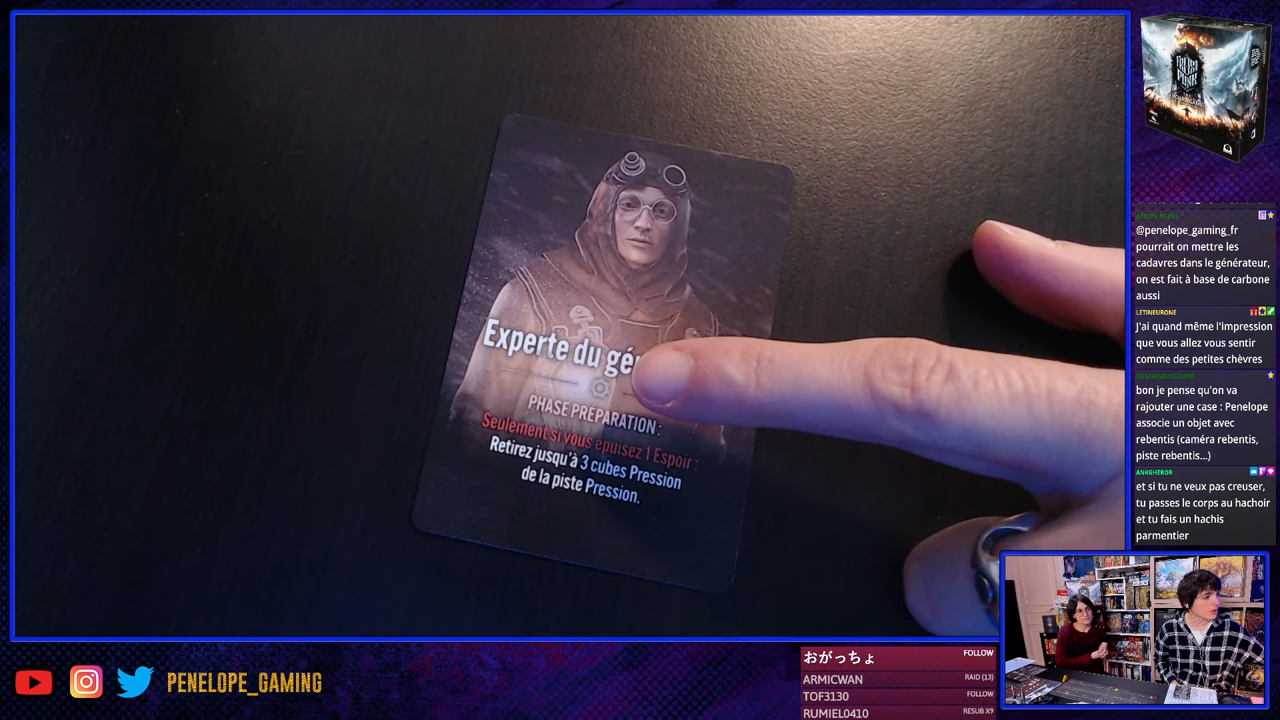 Experte du gé
PHASE PRÉPARATION :
Seulement si vous épuisez 1 Espoir :
Retirez jusqu'à 3 cubes Pression
de la piste Pression.
FROST
PUNK
@penelope_gaming_fr
pourrait on mettre les
cadavres dans le générateur,
on est fait à base de carbone
aussi
LETINEURONE
J'ai quand même l'impression
que vous allez vous sentir
comme des petites chèvres
bon je pense qu'on va
rajouter une case : Penelope
associe un objet avec
rebentis (caméra rebentis,
piste rebentis...)
ANKGHEROR
et si tu ne veux pas creuser,
tu passes le corps au hachoir
et tu fais un hachis
parmentier
PENELOPE_GAMING
おがっちょ FOLLOW
ARMICWAN RAID (13)
TOF3130 FOLLOW
RUMIEL0410 RESUB X9